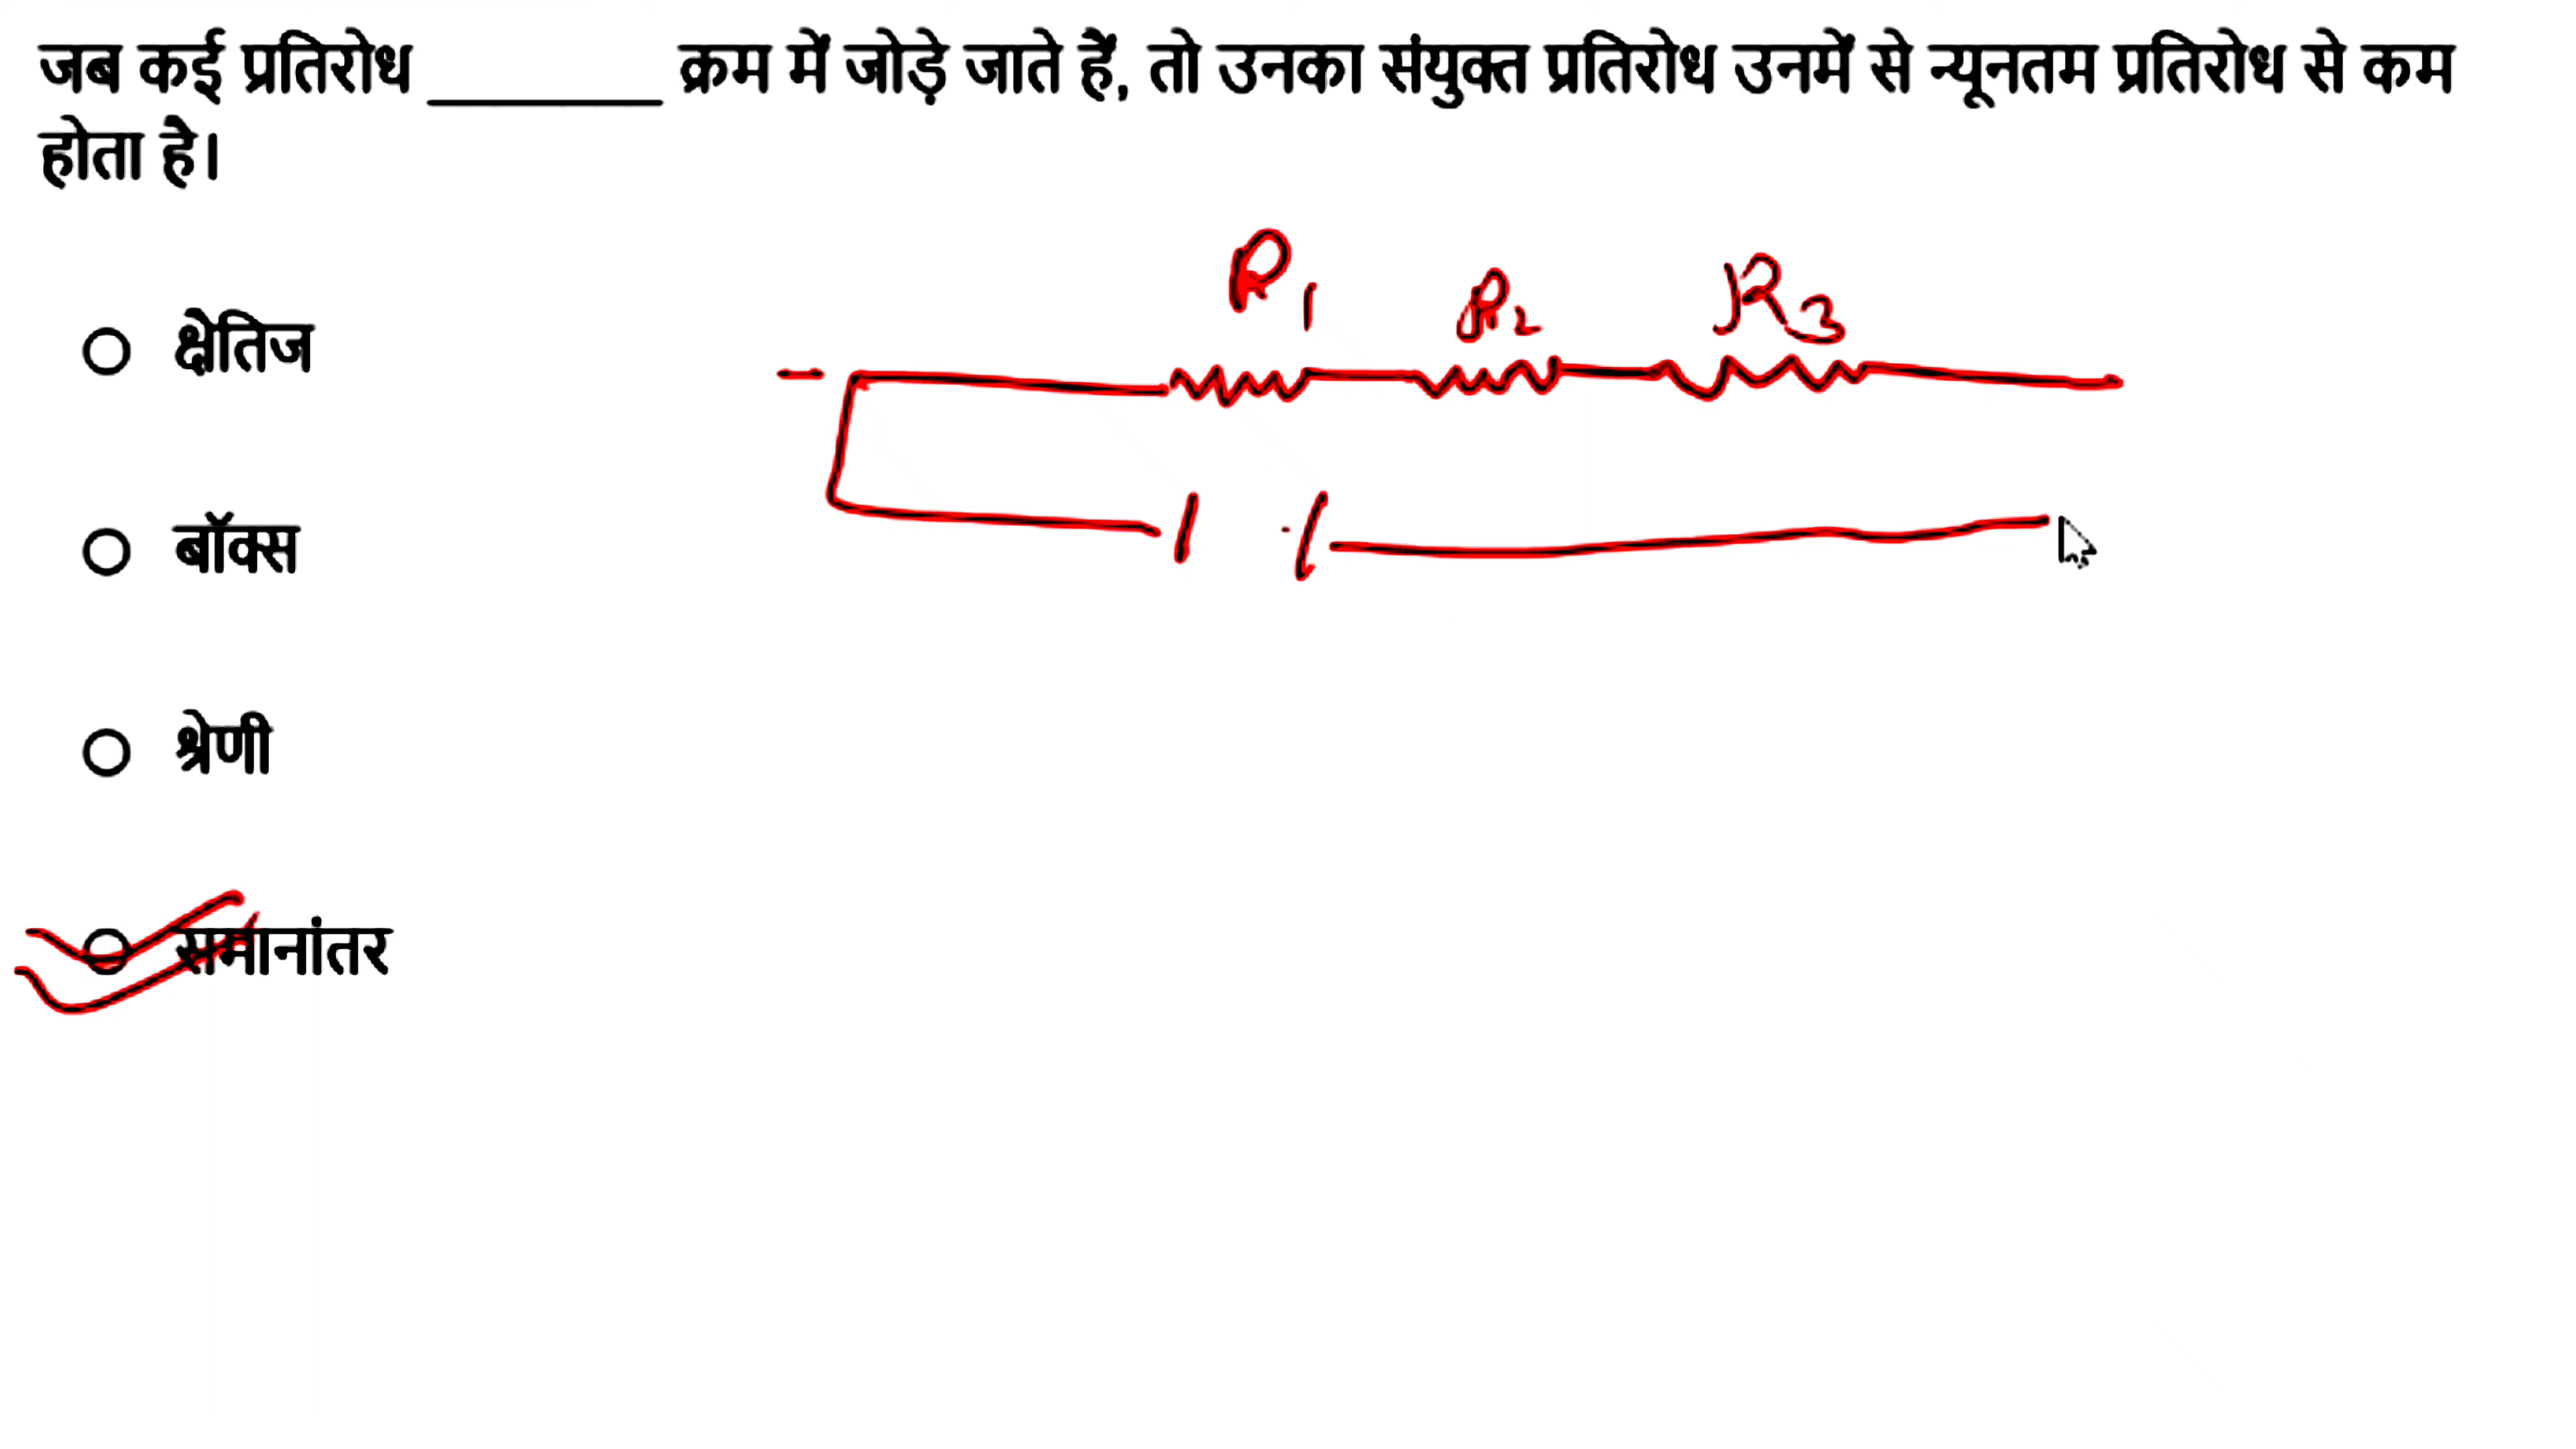 जब कई प्रतिरोध ________ क्रम में जोड़े जाते हैं, तो उनका संयुक्त प्रतिरोध उनमें से न्यूनतम प्रतिरोध से कम
होता है।
R1 R2 R3
क्षैतिज
बॉक्स
श्रेणी
समानांतर